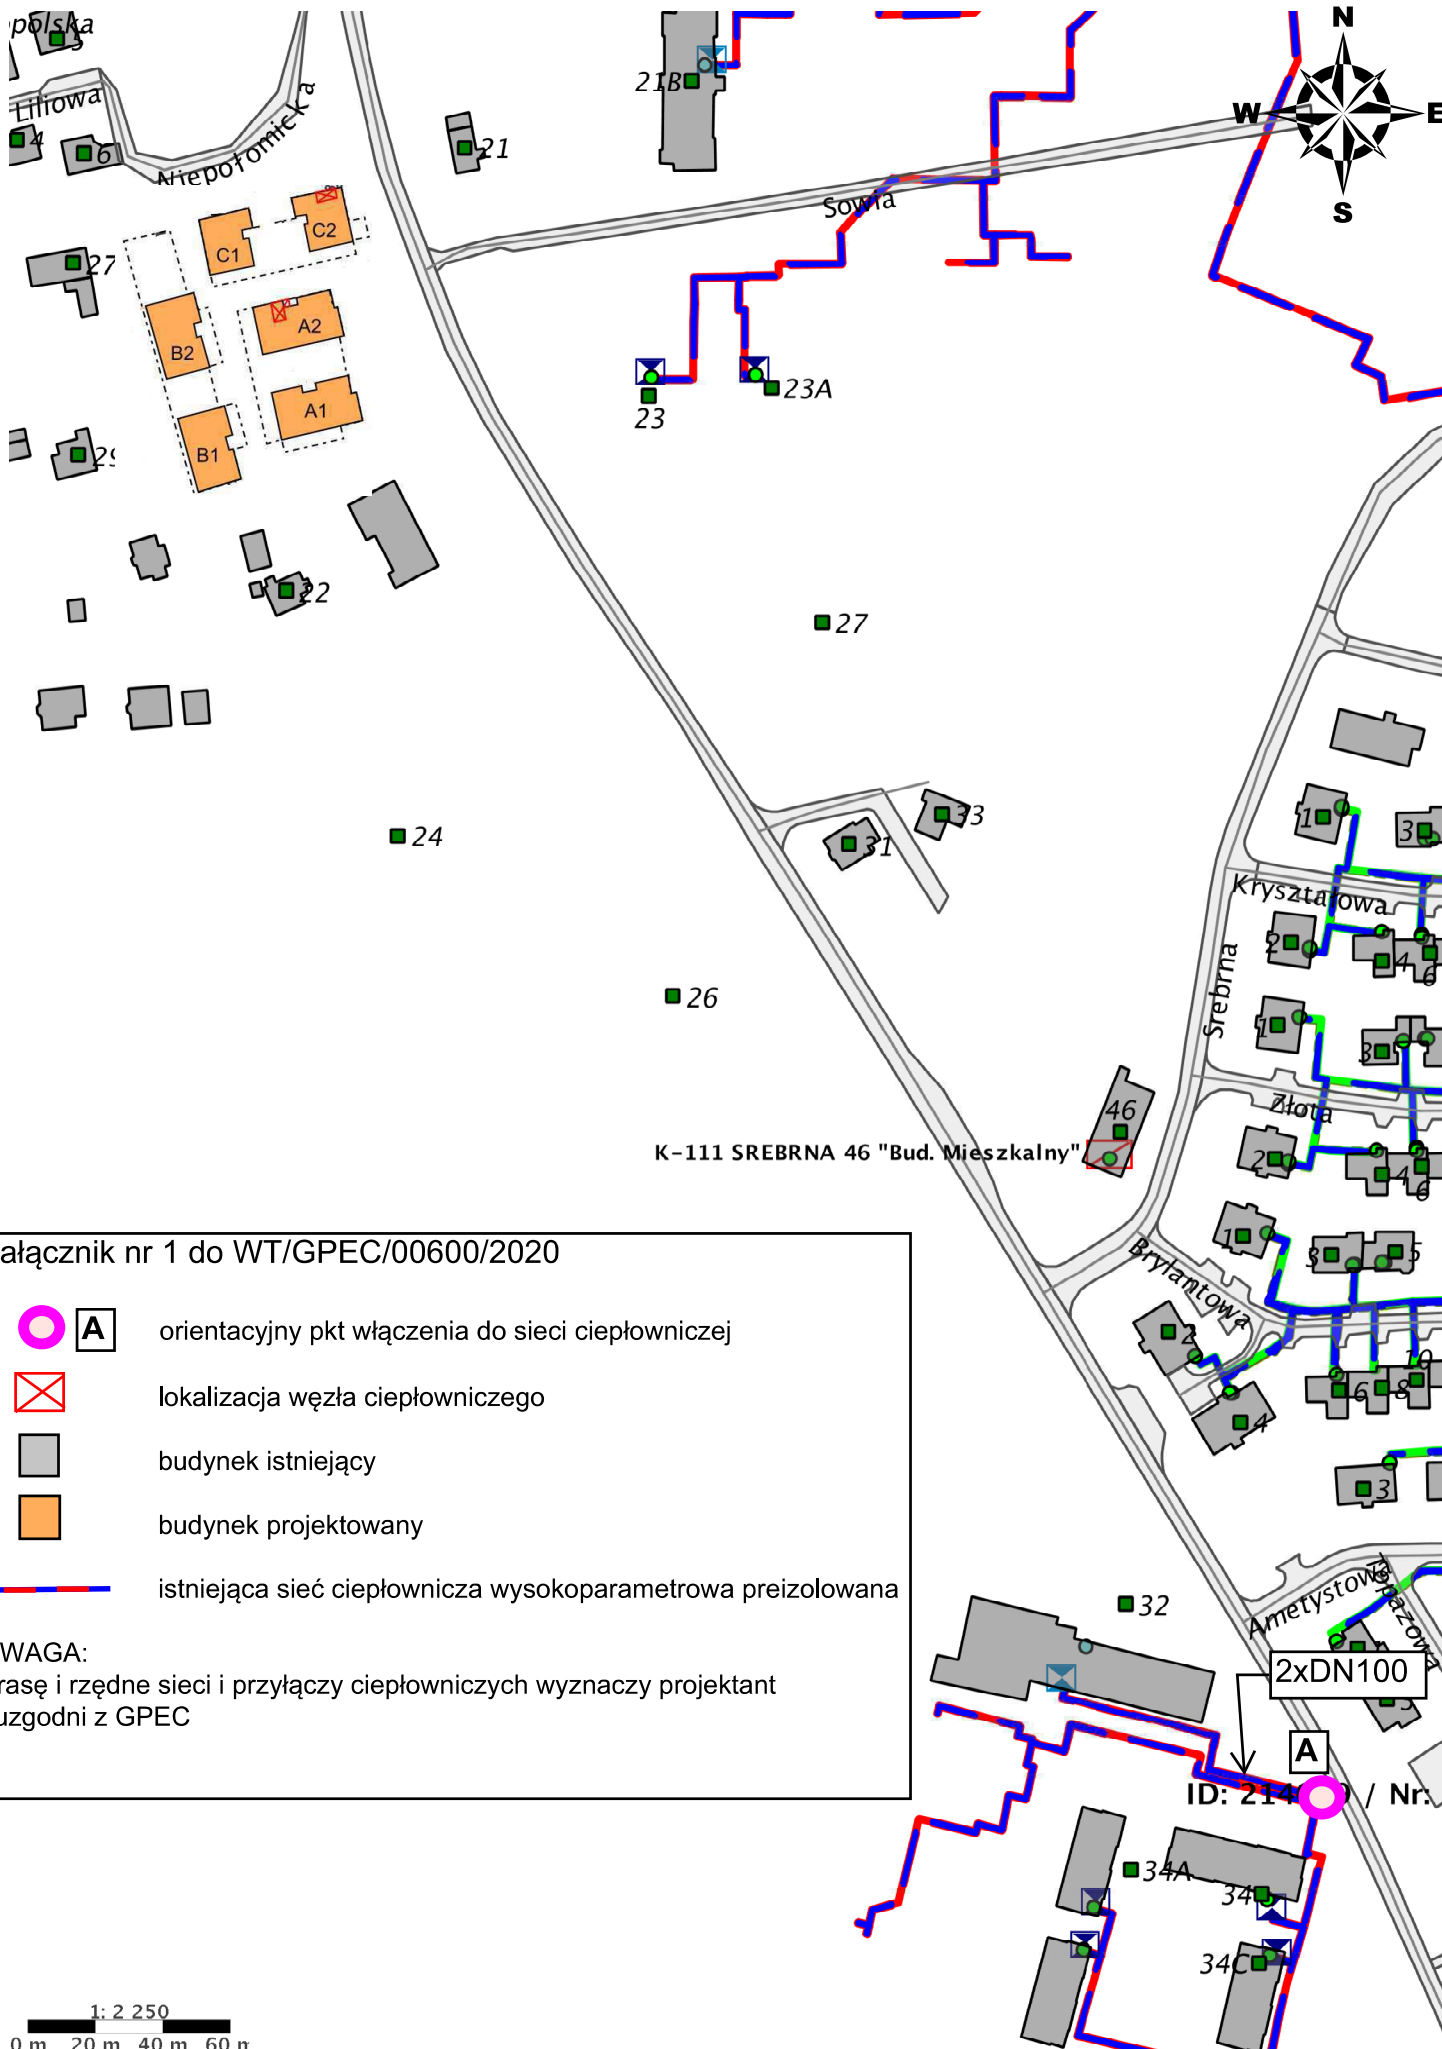 polska
5
Liliowa
4
6
Niepołomicka
21
21B
N
W
E
S
Sowia
27
C1
C2
B2
A2
A1
B1
23
23A
22
27
24
31
33
26
1
3
Kryształowa
2
4
6
Srebrna
1
3
Złota
46
K-111 SREBRNA 46 "Bud. Mieszkalny"
2
4
6
1
3
5
Brylantowa
2
4
6
8
10
3
ałącznik nr 1 do WT/GPEC/00600/2020
A
orientacyjny pkt włączenia do sieci ciepłowniczej
lokalizacja węzła ciepłowniczego
budynek istniejący
budynek projektowany
istniejąca sieć ciepłownicza wysokoparametrowa preizolowana
WAGA:
rasę i rzędne sieci i przyłączy ciepłowniczych wyznaczy projektant
uzgodni z GPEC
32
Ametystowa
Topazowa
2xDN100
A
ID: 214 / Nr:
34A
34
34C
1: 2 250
0 m 20 m 40 m 60 m